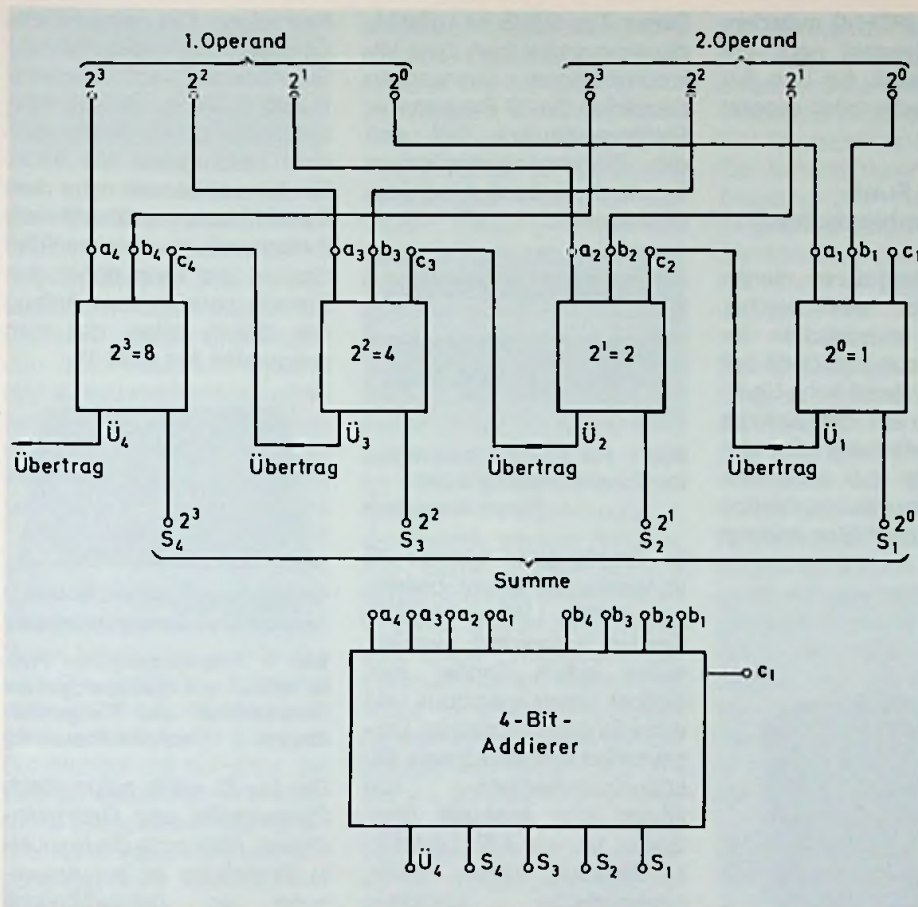 1.Operand 2.Operand
2³ 2² 2¹ 2⁰ 2³ 2² 2¹ 2⁰
a₄ b₄ c₄ a₃ b₃ c₃ a₂ b₂ c₂ a₁ b₁ c₁
2³=8 2²=4 2¹=2 2⁰=1
Ü₄ Ü₃ Ü₂ Ü₁
Übertrag Übertrag Übertrag Übertrag
2³ 2² 2¹ 2⁰
S₄ S₃ S₂ S₁
Summe
a₄ a₃ a₂ a₁ b₄ b₃ b₂ b₁
c₁
4-Bit-
Addierer
Ü₄ S₄ S₃ S₂ S₁